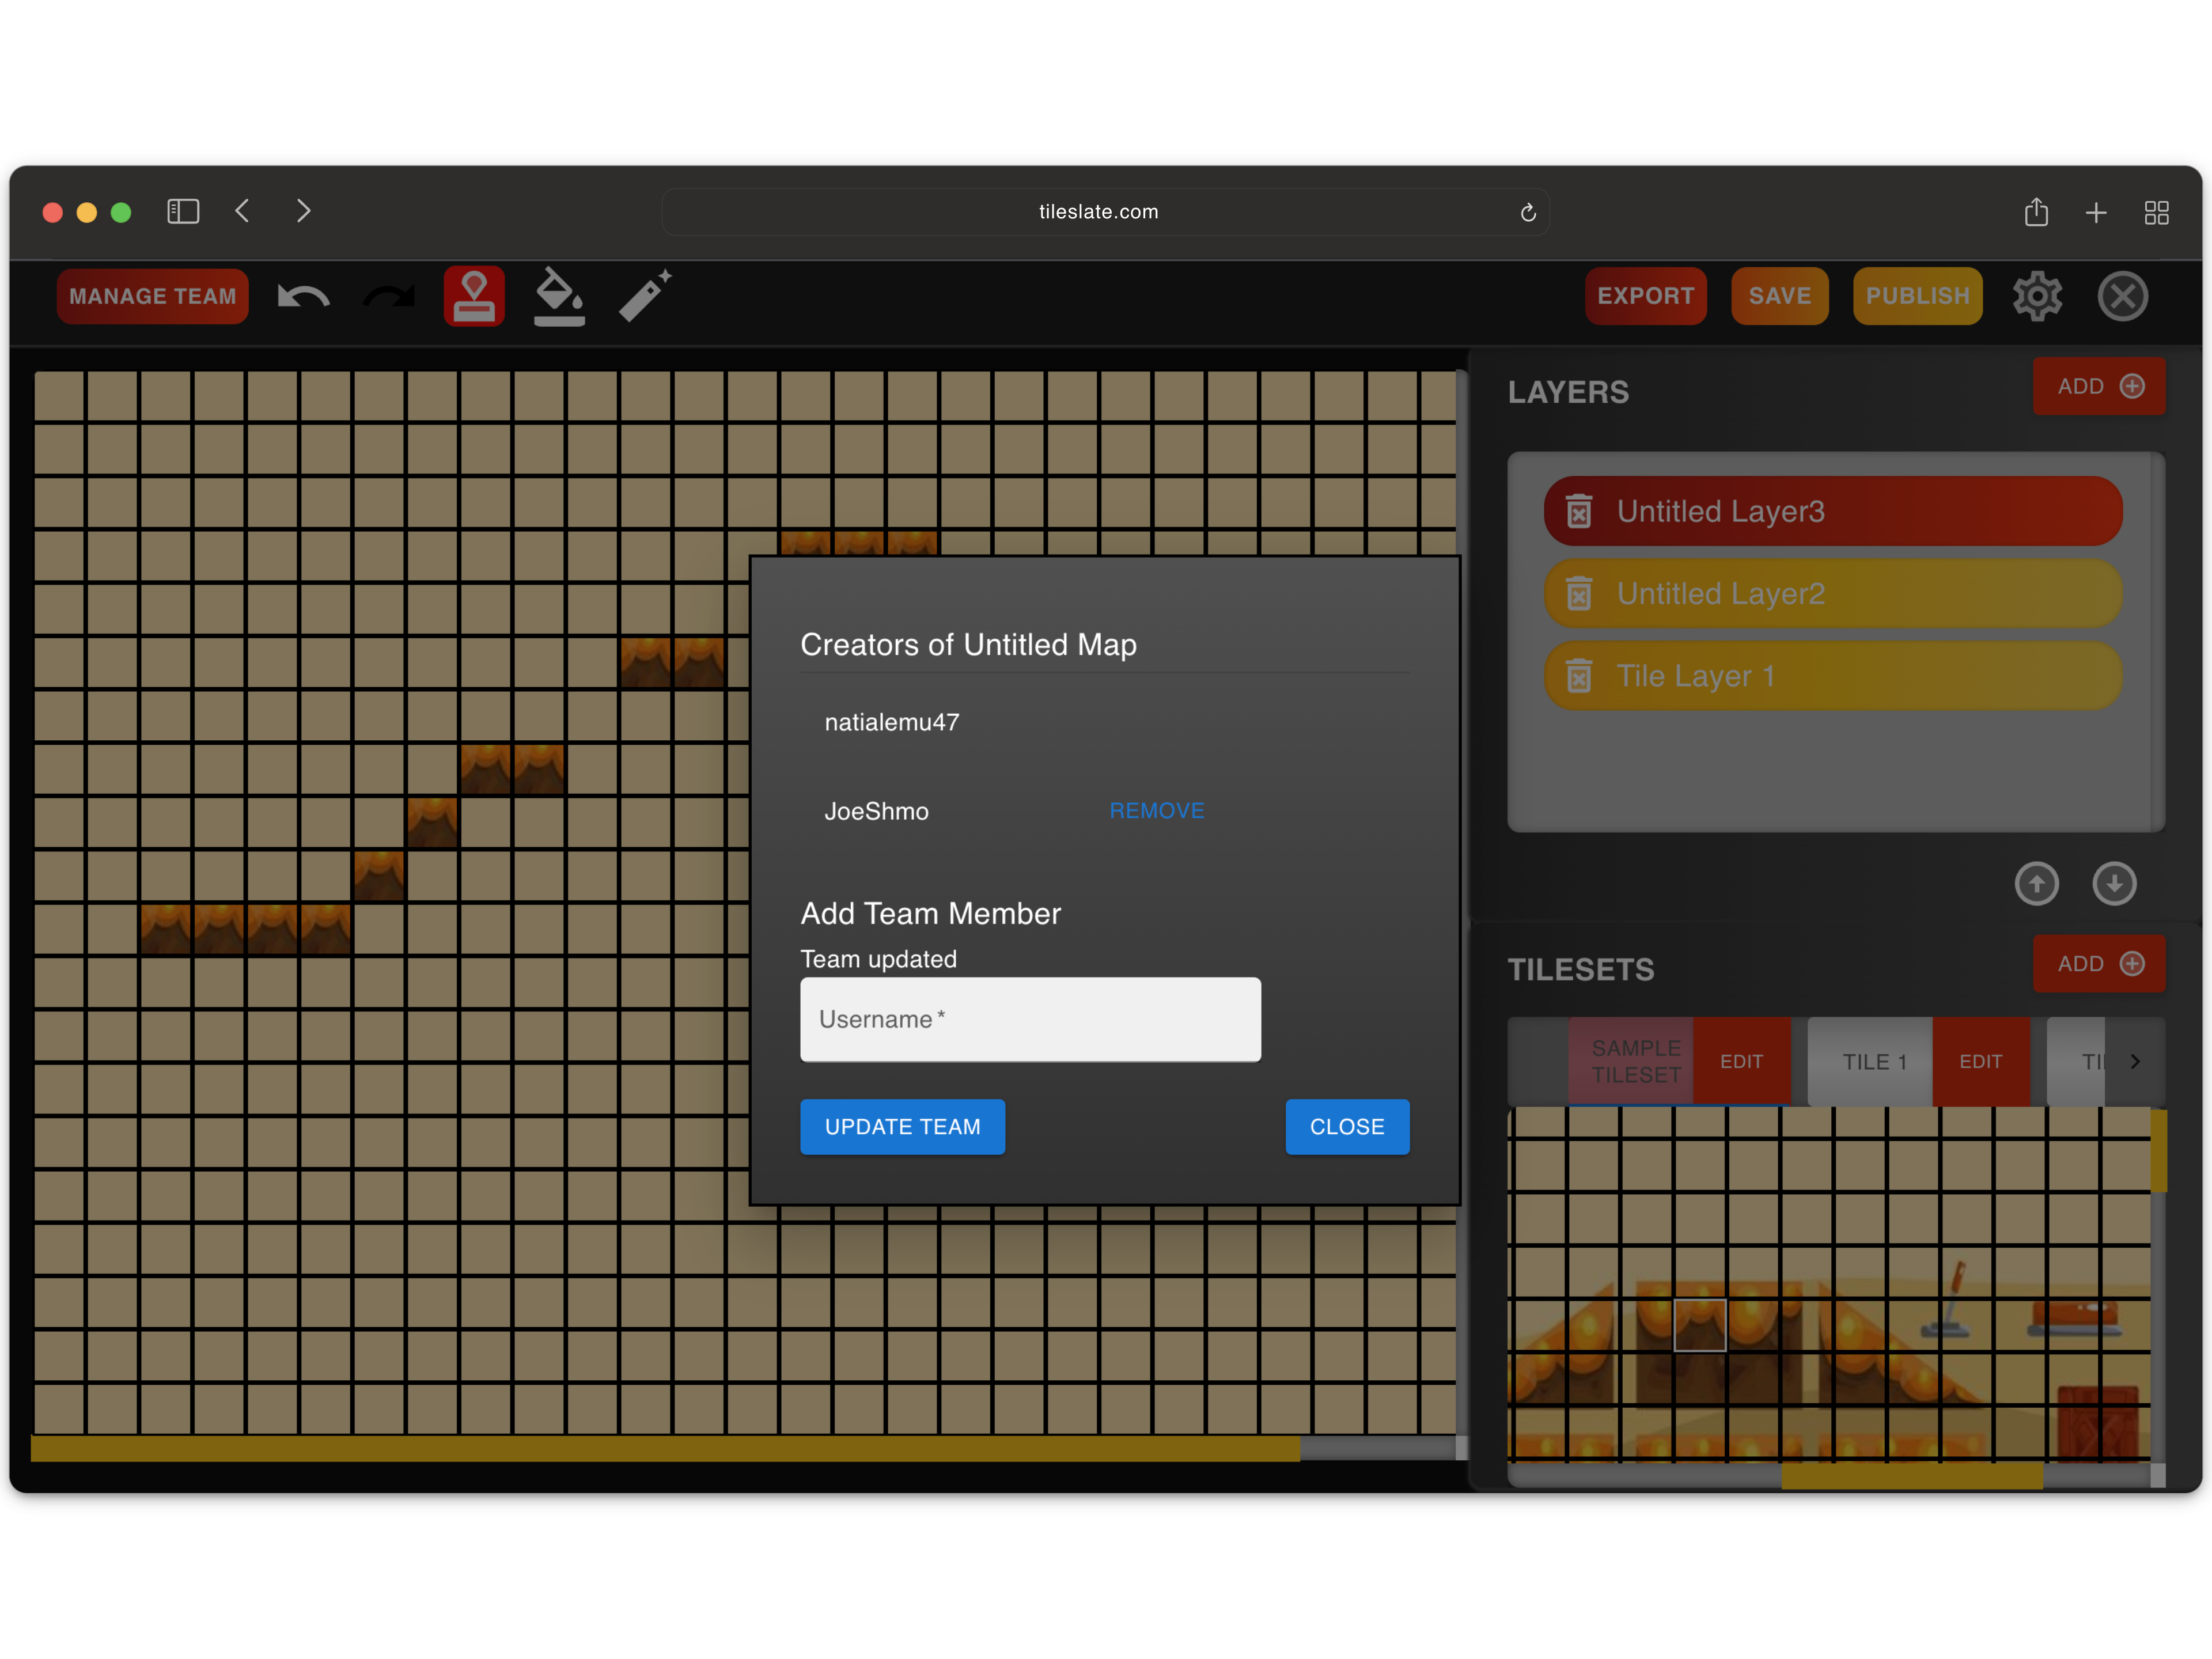 tileslate.com
MANAGE TEAM
EXPORT
SAVE
PUBLISH
LAYERS
ADD
Untitled Layer3
Untitled Layer2
Tile Layer 1
Creators of Untitled Map
natialemu47
JoeShmo
REMOVE
Add Team Member
Team updated
Username *
UPDATE TEAM
CLOSE
TILESETS
ADD
SAMPLE
TILESET
EDIT
TILE 1
EDIT